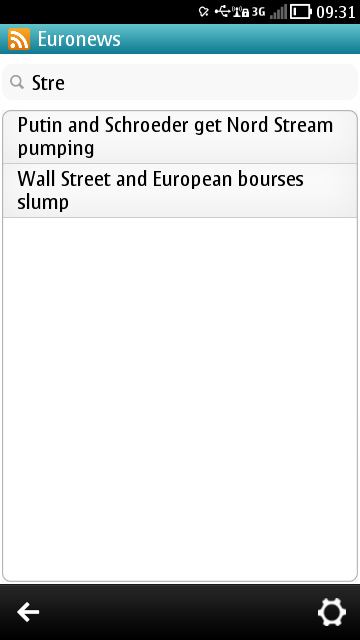 3G 09:31
Euronews
Stre
Putin and Schroeder get Nord Stream
pumping
Wall Street and European bourses
slump